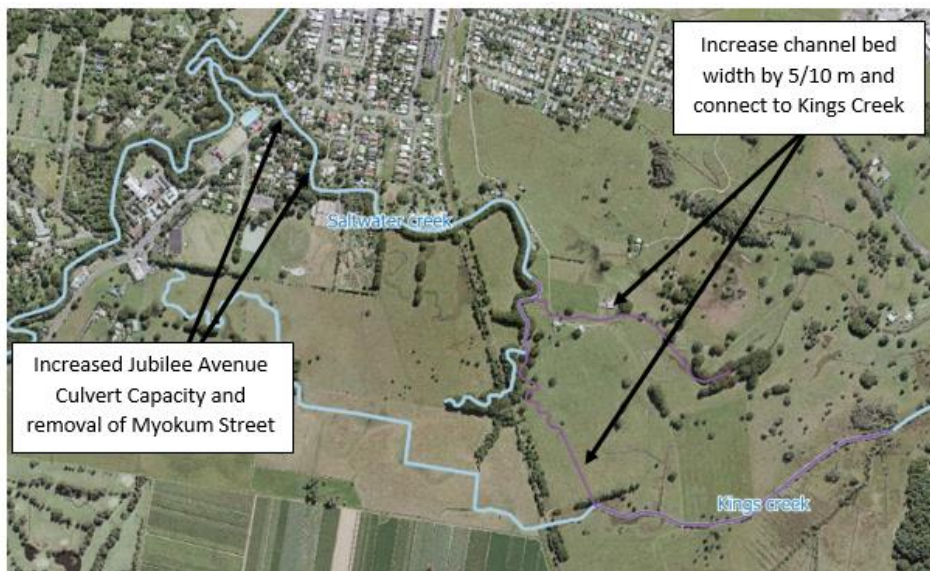 Increase channel bed
width by 5/10 m and
connect to Kings Creek
Saltwater creek
Increased Jubilee Avenue
Culvert Capacity and
removal of Myokum Street
Kings creek